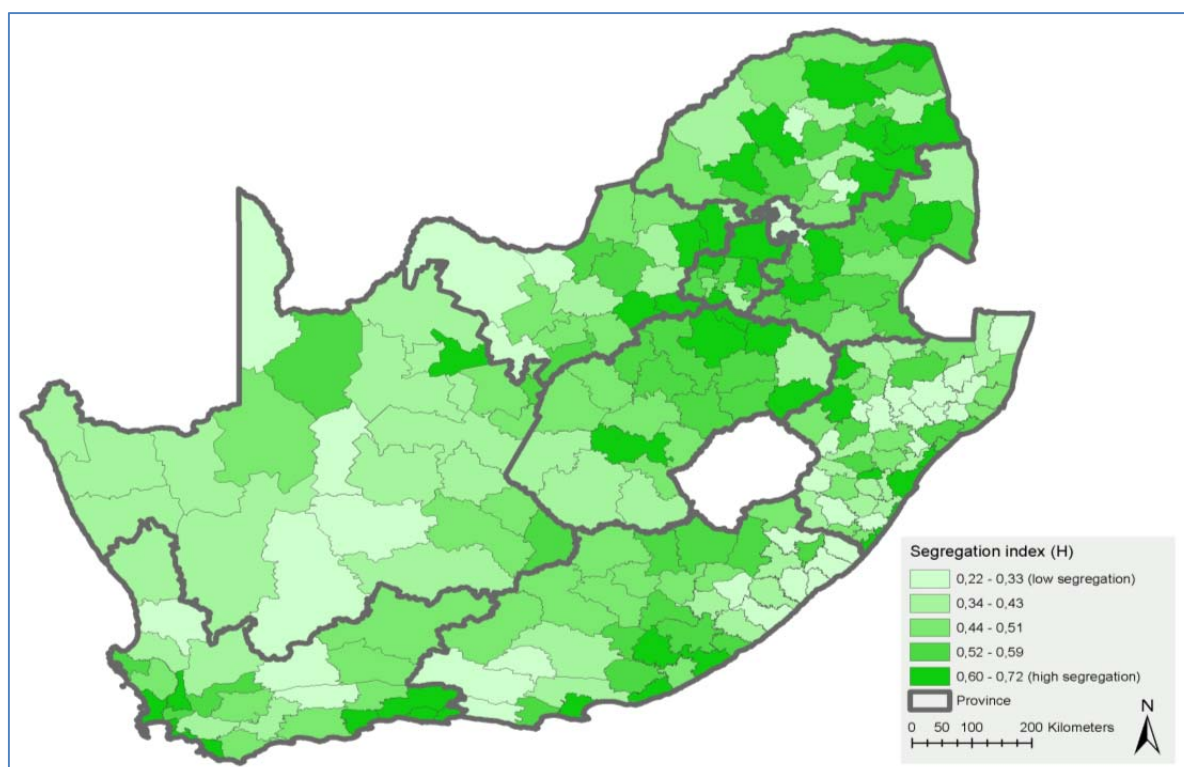 Segregation index (H)
0,22 - 0,33 (low segregation)
0,34 - 0,43
0,44 - 0,51
0,52 - 0,59
0,60 - 0,72 (high segregation)
Province
N
0 50 100 200 Kilometers